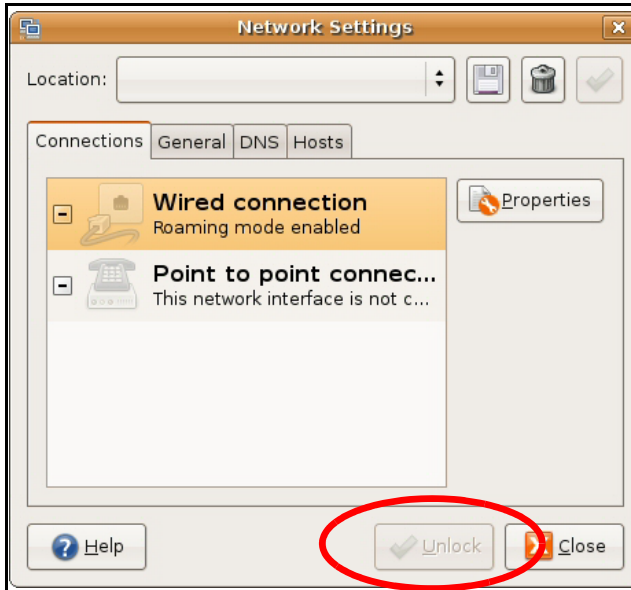 Network Settings
Location:
Connections General DNS Hosts
Wired connection
Roaming mode enabled
Properties
Point to point connec...
This network interface is not c...
Help Unlock Close